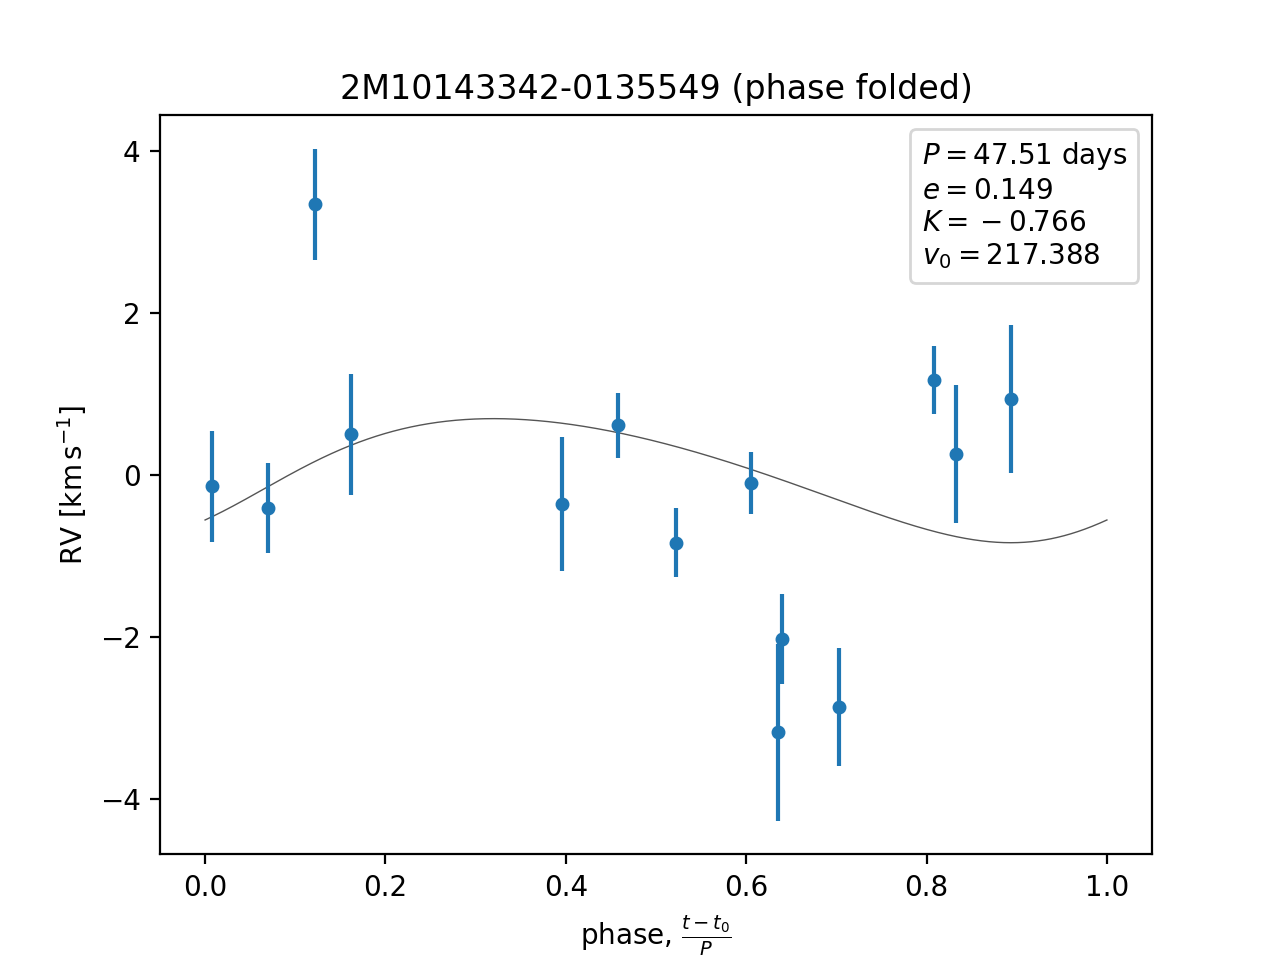 2M10143342-0135549 (phase folded)
P = 47.51 days
e = 0.149
K = −0.766
v₀ = 217.388
RV [km s⁻¹]
4
2
0
−2
−4
0.0 0.2 0.4 0.6 0.8 1.0
phase, (t − t₀)/P